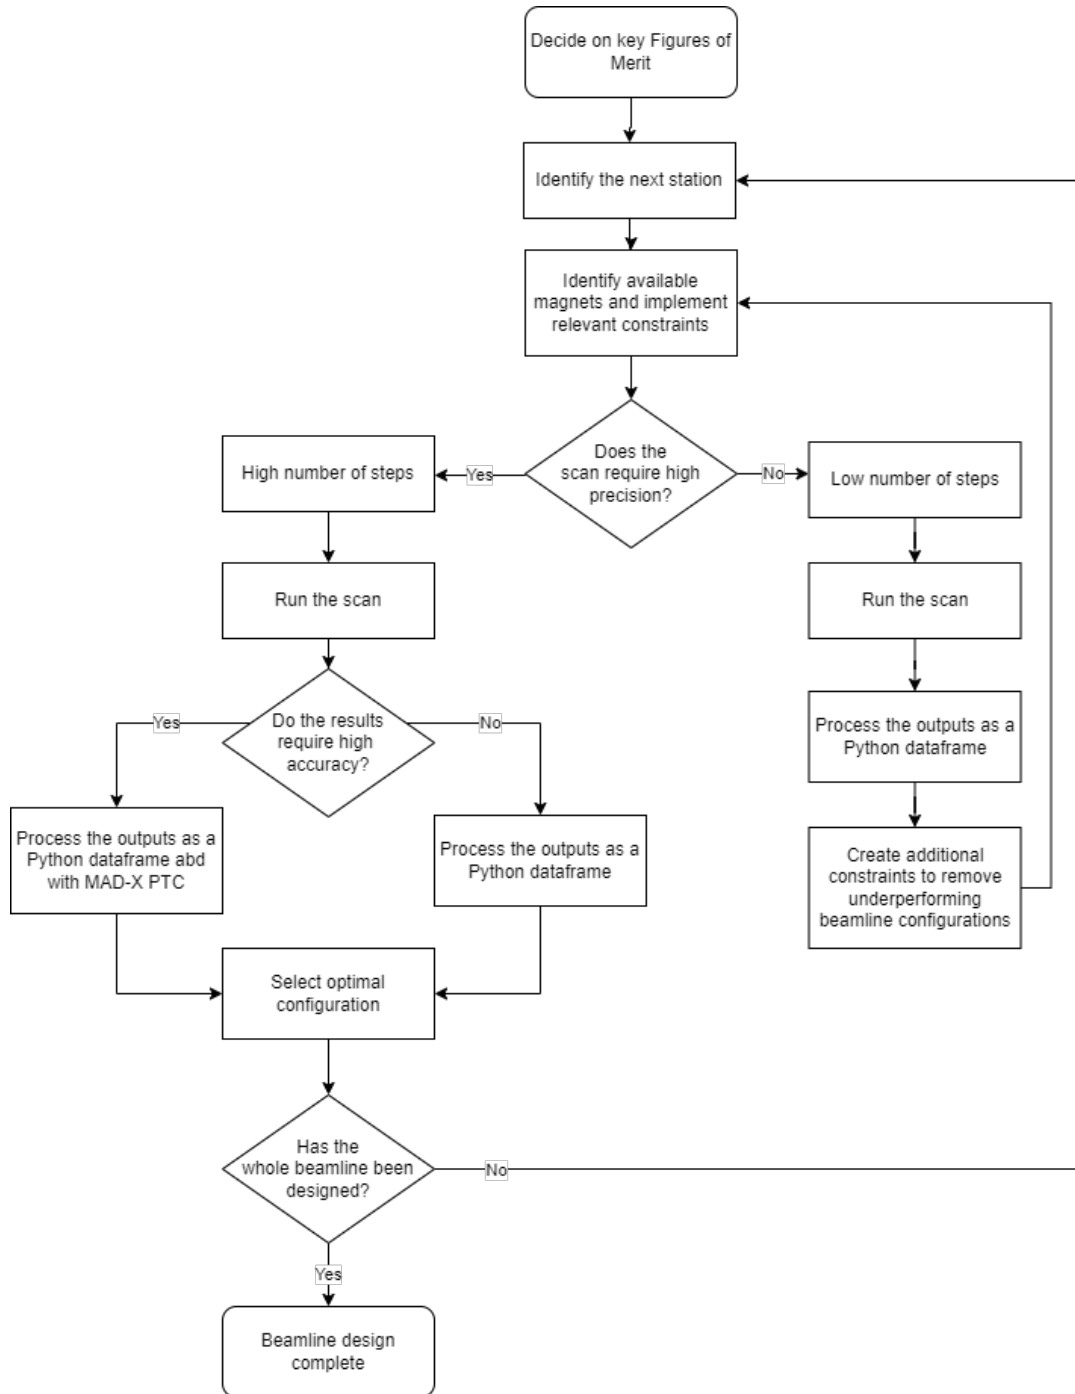 Decide on key Figures of
Merit
Identify the next station
Identify available
magnets and implement
relevant constraints
Does the
scan require high
precision?
Yes
No
High number of steps
Low number of steps
Run the scan
Run the scan
Do the results
require high
accuracy?
Yes
No
Process the outputs as a
Python dataframe
Process the outputs as a
Python dataframe abd
with MAD-X PTC
Process the outputs as a
Python dataframe
Create additional
constraints to remove
underperforming
beamline configurations
Select optimal
configuration
Has the
whole beamline been
designed?
No
Yes
Beamline design
complete